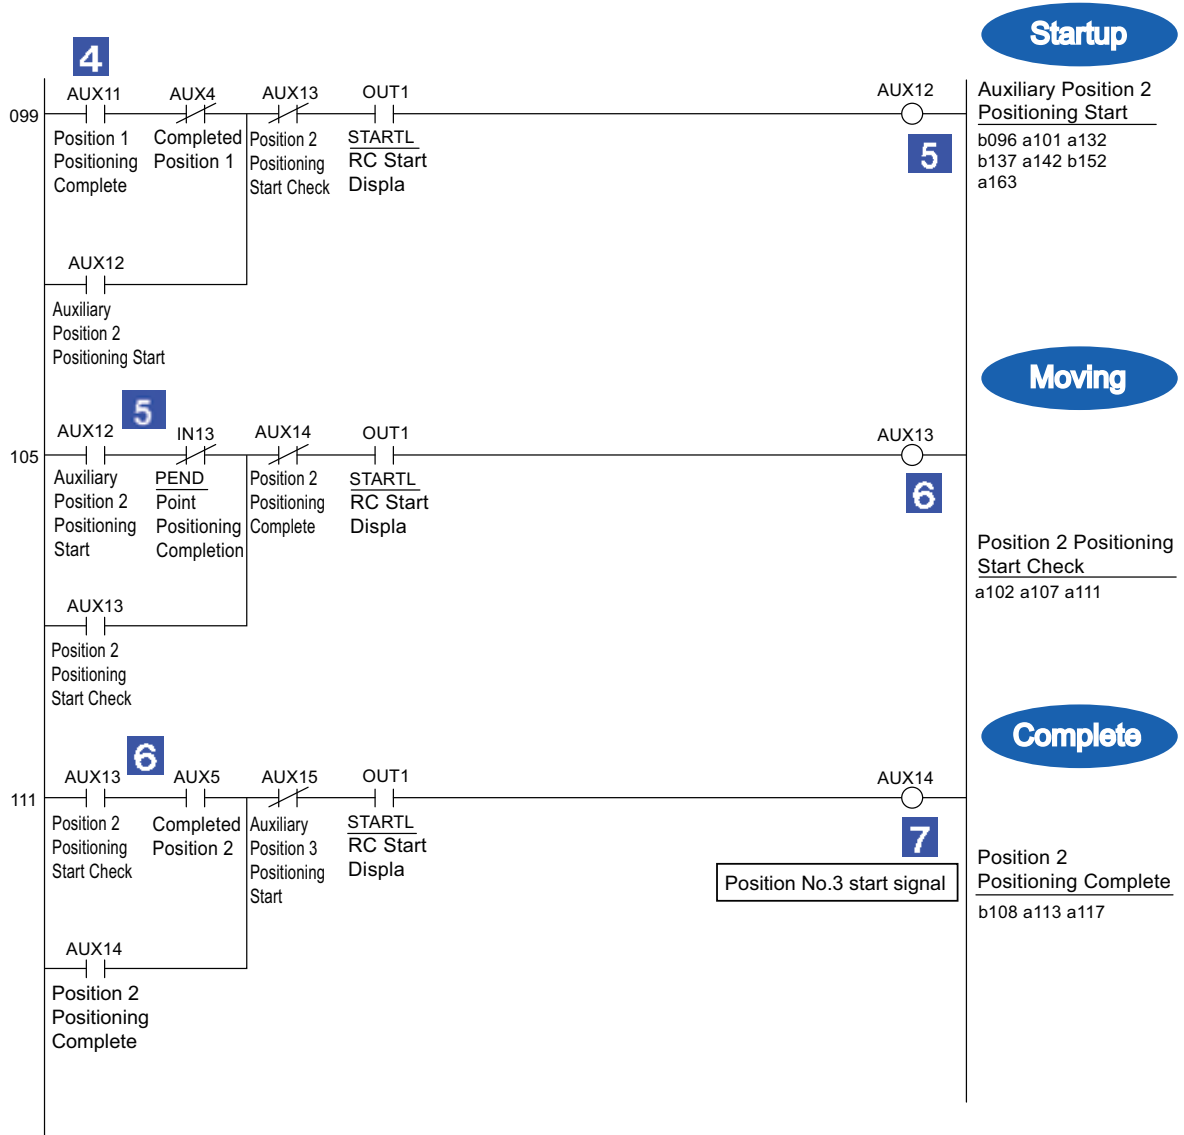 Startup
4
AUX11 AUX4 AUX13 OUT1 AUX12
099
Position 1
Positioning
Complete
Completed
Position 1
Position 2
Positioning
Start Check
STARTL
RC Start
Displa
5
Auxiliary Position 2
Positioning Start
b096 a101 a132
b137 a142 b152
a163
AUX12
Auxiliary
Position 2
Positioning Start
Moving
5
AUX12 IN13 AUX14 OUT1 AUX13
105
Auxiliary
Position 2
Positioning
Start
PEND
Point
Positioning
Completion
Position 2
Positioning
Complete
STARTL
RC Start
Displa
6
Position 2 Positioning
Start Check
a102 a107 a111
AUX13
Position 2
Positioning
Start Check
Complete
6
AUX13 AUX5 AUX15 OUT1 AUX14
111
Position 2
Positioning
Start Check
Completed
Position 2
Auxiliary
Position 3
Positioning
Start
STARTL
RC Start
Displa
7
Position No.3 start signal
Position 2
Positioning Complete
b108 a113 a117
AUX14
Position 2
Positioning
Complete